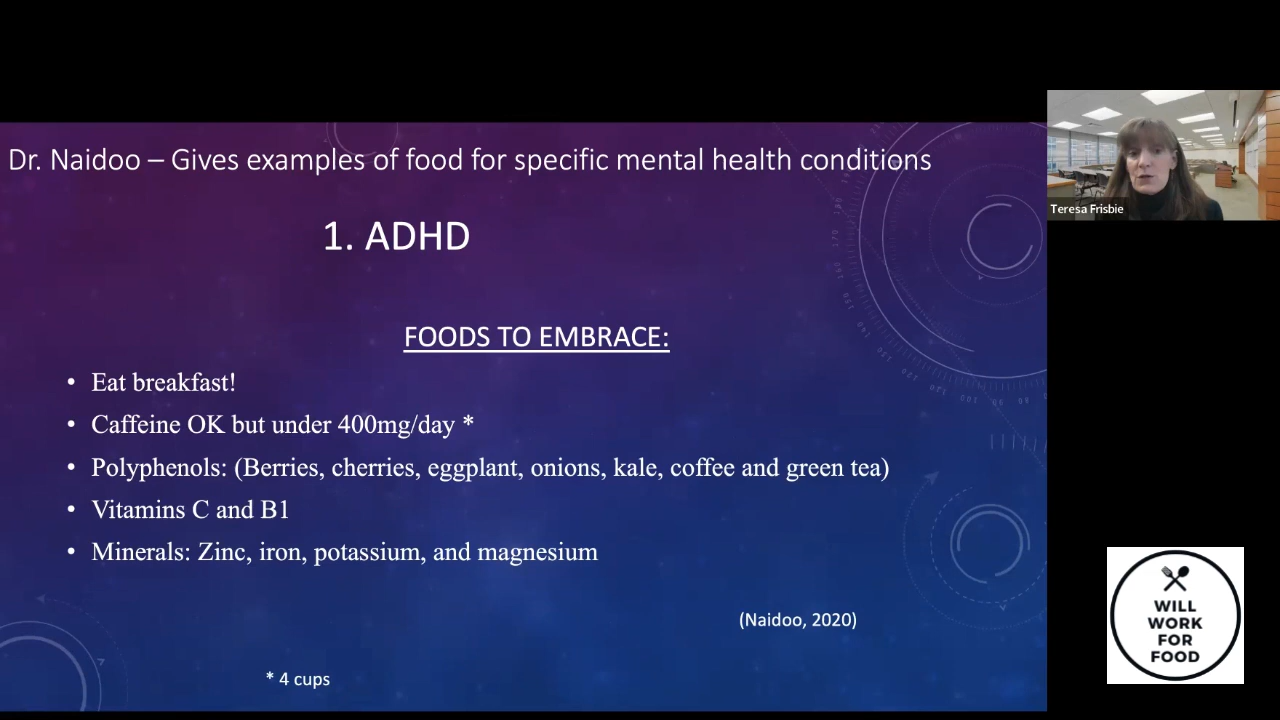 Dr. Naidoo – Gives examples of food for specific mental health conditions
1. ADHD
FOODS TO EMBRACE:
• Eat breakfast!
• Caffeine OK but under 400mg/day *
• Polyphenols: (Berries, cherries, eggplant, onions, kale, coffee and green tea)
• Vitamins C and B1
• Minerals: Zinc, iron, potassium, and magnesium
(Naidoo, 2020)
* 4 cups
Teresa Frisbie
WILL
WORK
FOR
FOOD